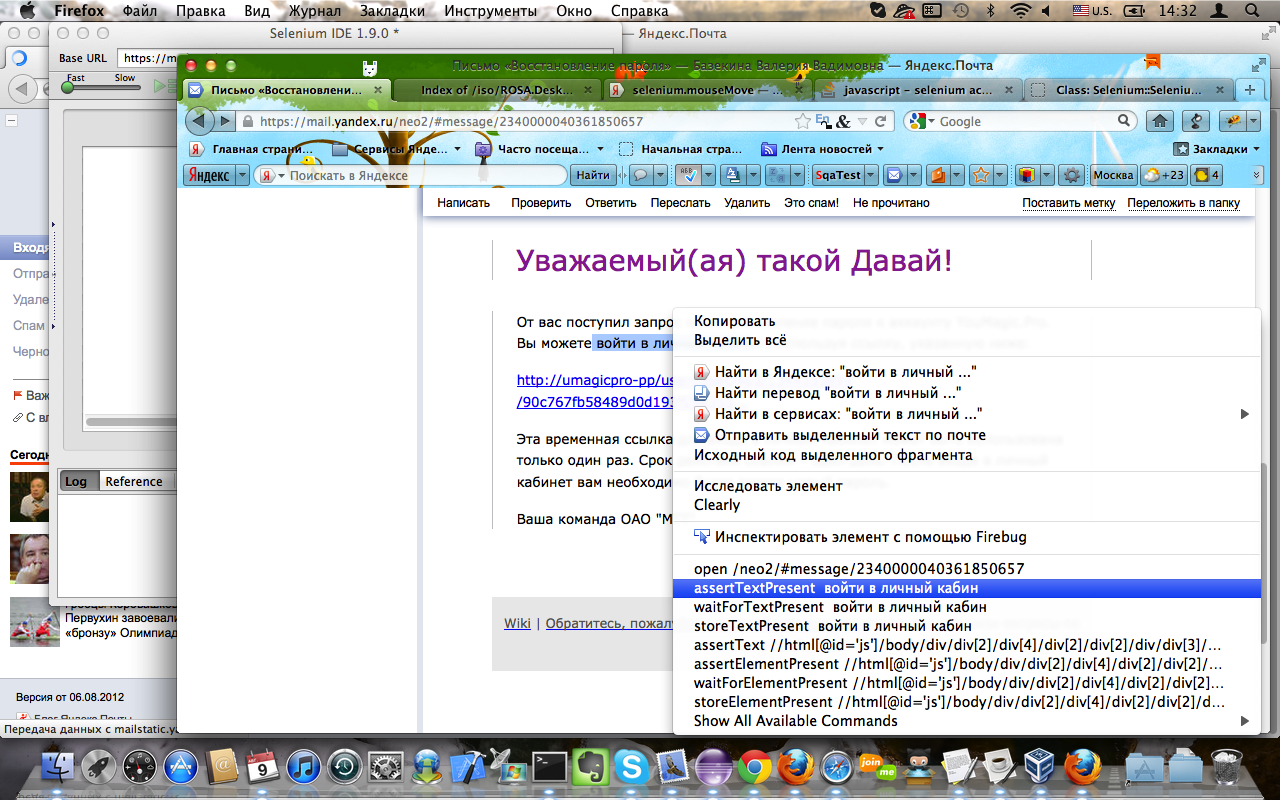 Firefox Файл Правка Вид Журнал Закладки Инструменты Окно Справка U.S. 14:32
Selenium IDE 1.9.0 *
— Яндекс.Почта
Base URL https://m
Fast Slow
Письмо «Восстановление пароля» — Базекина Валерия Вадимовна — Яндекс.Почта
Письмо «Восстановлени... Index of /iso/ROSA.Desk... selenium.mouseMove — ... javascript – selenium ac... Class: Selenium::Seleniu...
https://mail.yandex.ru/neo2/#message/2340000040361850657
Google
Главная страни... Сервисы Янде... Часто посеща... Начальная стра... Лента новостей Закладки
Яндекс Поискать в Яндексе Найти SqaTest Москва +23 4
Написать Проверить Ответить Переслать Удалить Это спам! Не прочитано Поставить метку Переложить в папку
Уважаемый(ая) такой Давай!
От вас поступил запро
Вы можете войти в лич
http://umagicpro-pp/us
/90c767fb58489d0d193
Эта временная ссылка
только один раз. Срок
кабинет вам необходи
Ваша команда ОАО "М
Wiki | Обратитесь, пожалу
Копировать
Выделить всё
Найти в Яндексе: "войти в личный ..."
Найти перевод "войти в личный ..."
Найти в сервисах: "войти в личный ..."
Отправить выделенный текст по почте
Исходный код выделенного фрагмента
Исследовать элемент
Clearly
Инспектировать элемент с помощью Firebug
open /neo2/#message/2340000040361850657
assertTextPresent войти в личный кабин
waitForTextPresent войти в личный кабин
storeTextPresent войти в личный кабин
assertText //html[@id='js']/body/div/div[2]/div[4]/div[2]/div[2]/div/div[3]/...
assertElementPresent //html[@id='js']/body/div/div[2]/div[4]/div[2]/div[2]/...
waitForElementPresent //html[@id='js']/body/div/div[2]/div[4]/div[2]/div[2]...
storeElementPresent //html[@id='js']/body/div/div[2]/div[4]/div[2]/div[2]/d...
Show All Available Commands
Входя
Отпра
Удале
Спам
Черно
Важ
С вл
Сегод
Log Reference
Первухин завоевали
«бронзу» Олимпиад
Версия от 06.08.2012
Блог Яндекс.Почты
Передача данных с mailstatic.ya
9
join
me